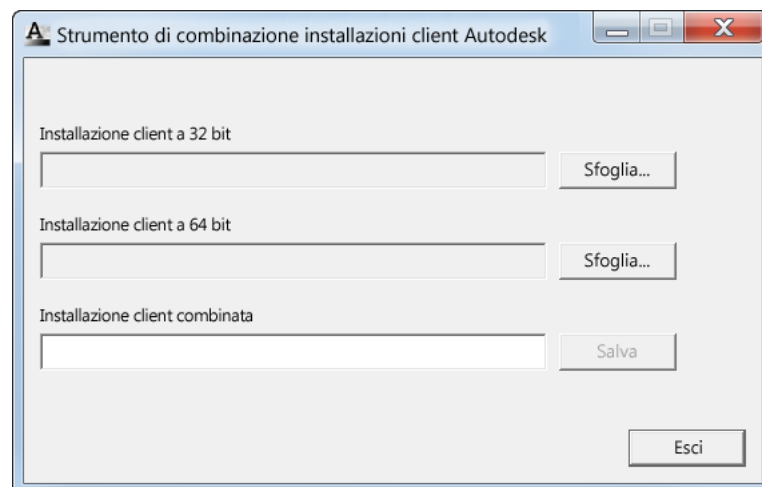 Strumento di combinazione installazioni client Autodesk
Installazione client a 32 bit
Sfoglia...
Installazione client a 64 bit
Sfoglia...
Installazione client combinata
Salva
Esci